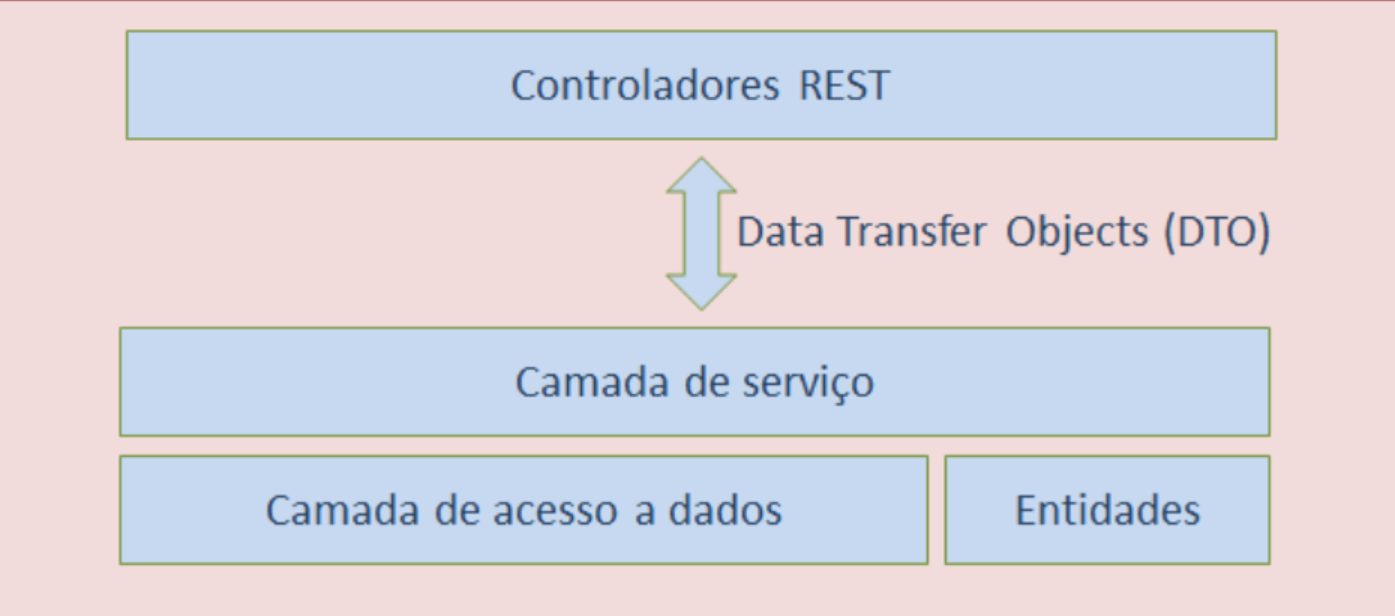 Controladores REST
Data Transfer Objects (DTO)
Camada de serviço
Camada de acesso a dados
Entidades